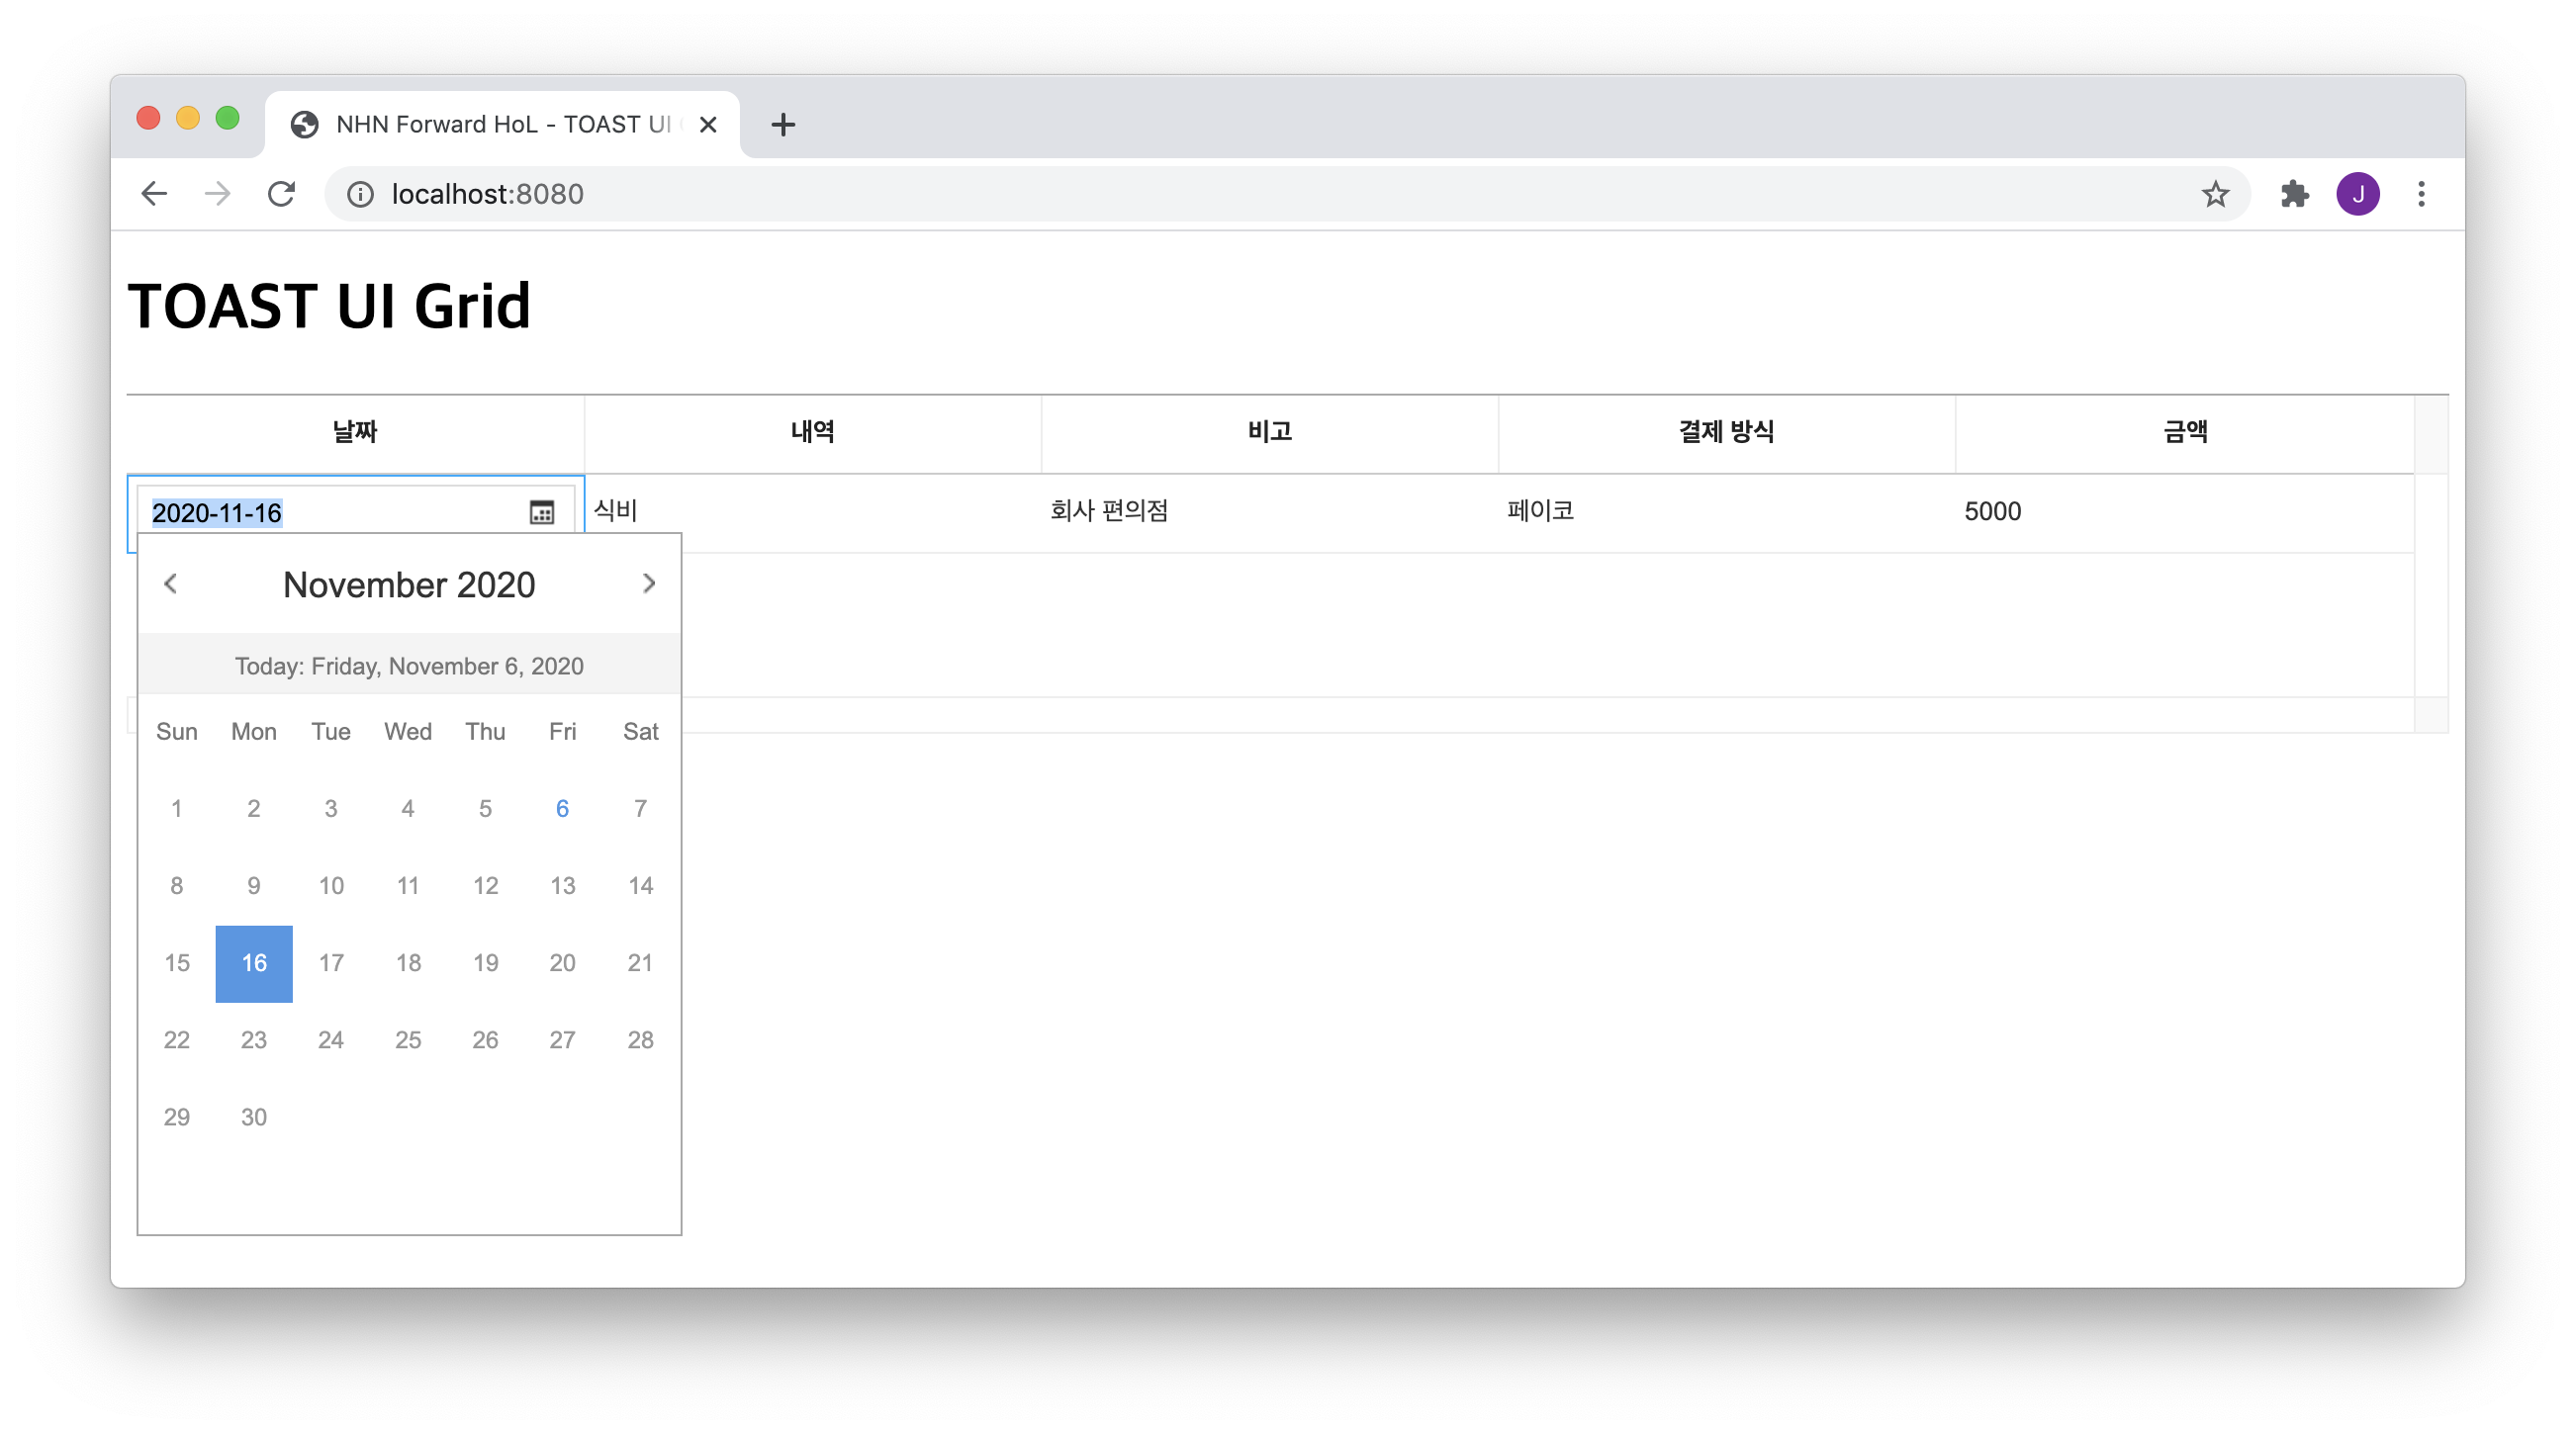 NHN Forward HoL - TOAST UI
localhost:8080
J
TOAST UI Grid
날짜 내역 비고 결제 방식 금액
2020-11-16 식비 회사 편의점 페이코 5000
November 2020
Today: Friday, November 6, 2020
Sun Mon Tue Wed Thu Fri Sat
1 2 3 4 5 6 7
8 9 10 11 12 13 14
15 16 17 18 19 20 21
22 23 24 25 26 27 28
29 30